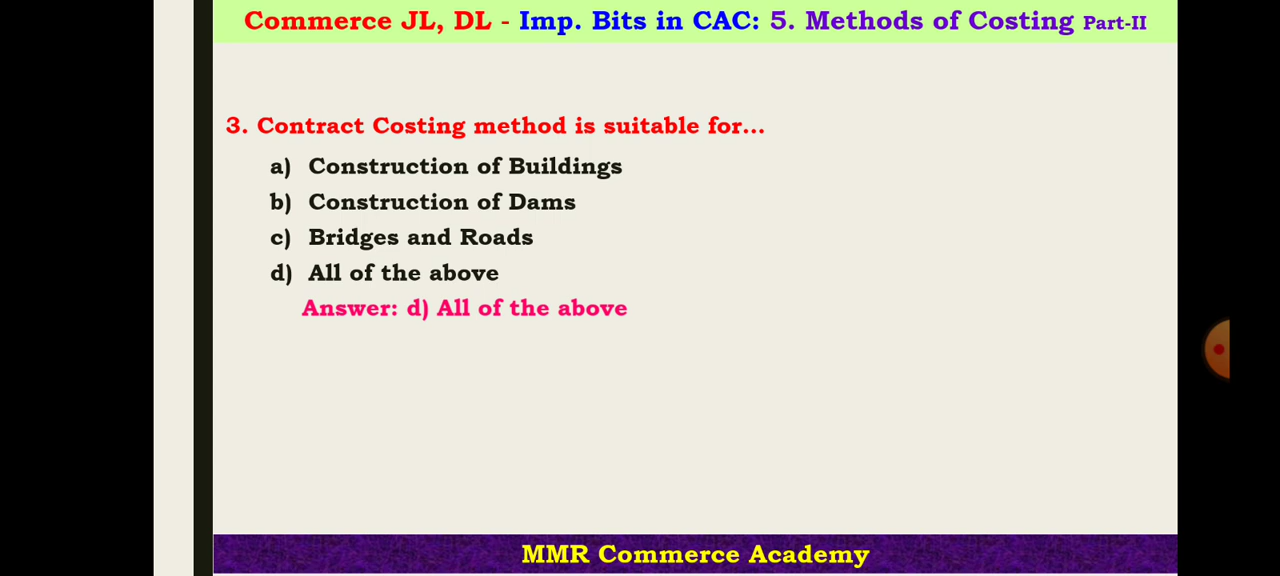 Commerce JL, DL - Imp. Bits in CAC: 5. Methods of Costing Part-II
3. Contract Costing method is suitable for...
a) Construction of Buildings
b) Construction of Dams
c) Bridges and Roads
d) All of the above
Answer: d) All of the above
MMR Commerce Academy